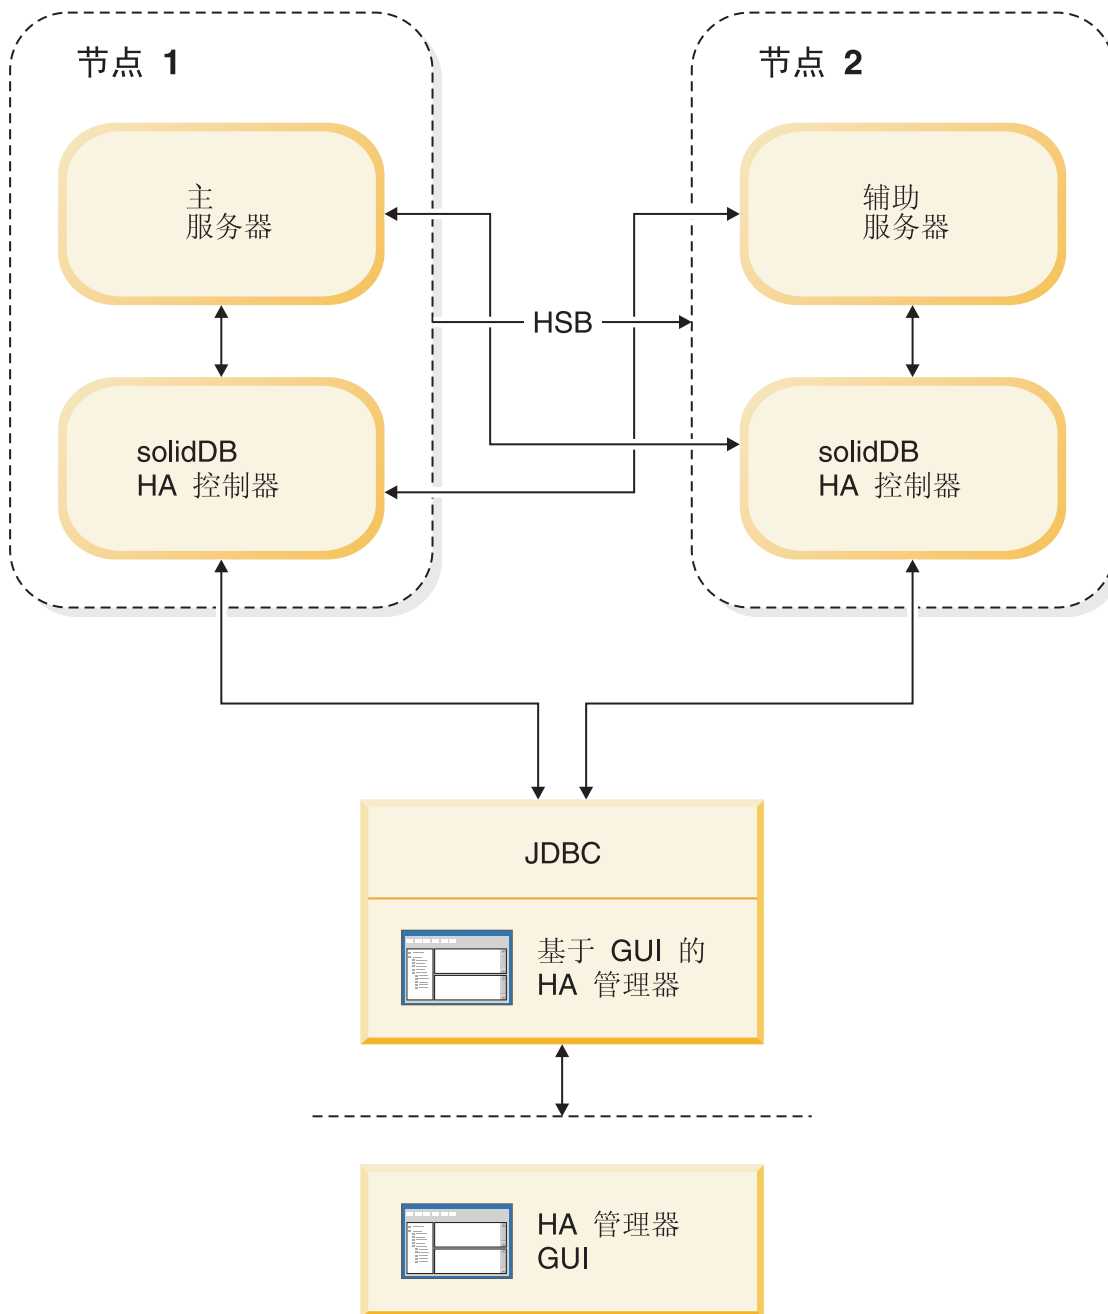 节点 1
节点 2
主
服务器
辅助
服务器
HSB
solidDB
HA 控制器
solidDB
HA 控制器
JDBC
基于 GUI 的
HA 管理器
HA 管理器
GUI